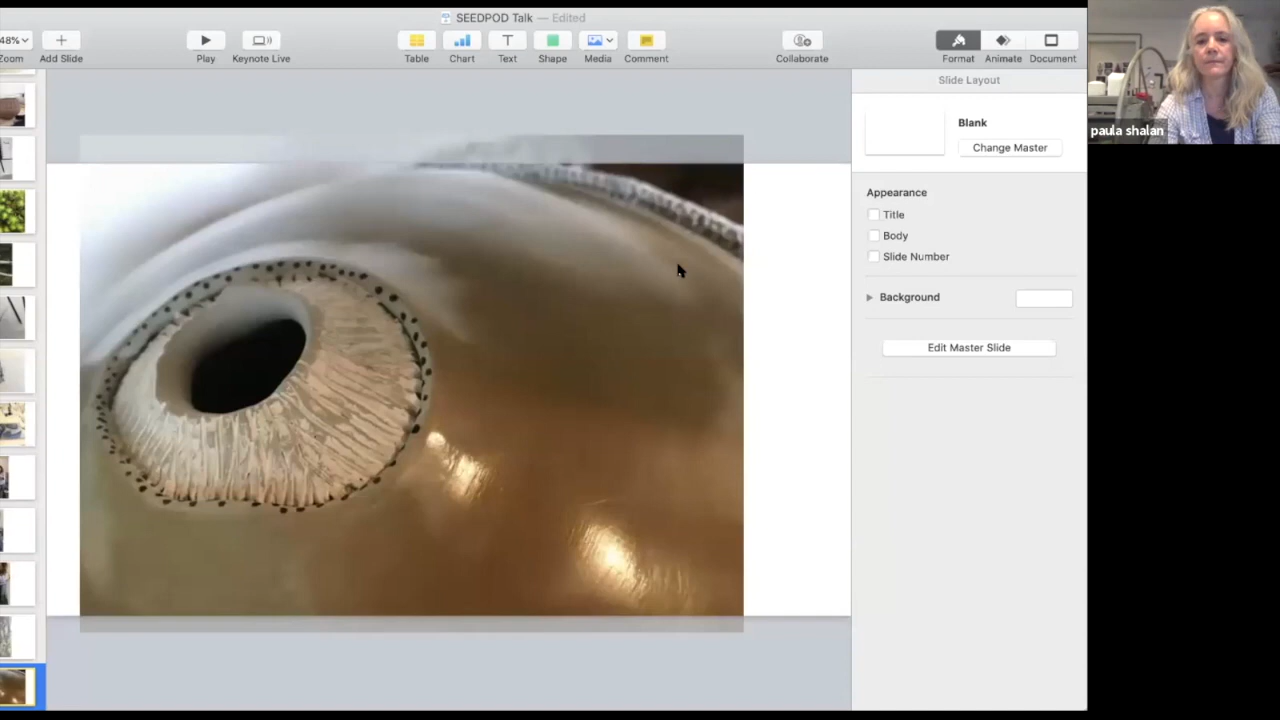 SEEDPOD Talk — Edited
48%
Zoom
Add Slide
Play
Keynote Live
Table
Chart
Text
Shape
Media
Comment
Collaborate
Format
Animate
Document
Slide Layout
Blank
Change Master
Appearance
Title
Body
Slide Number
Background
Edit Master Slide
paula shalan